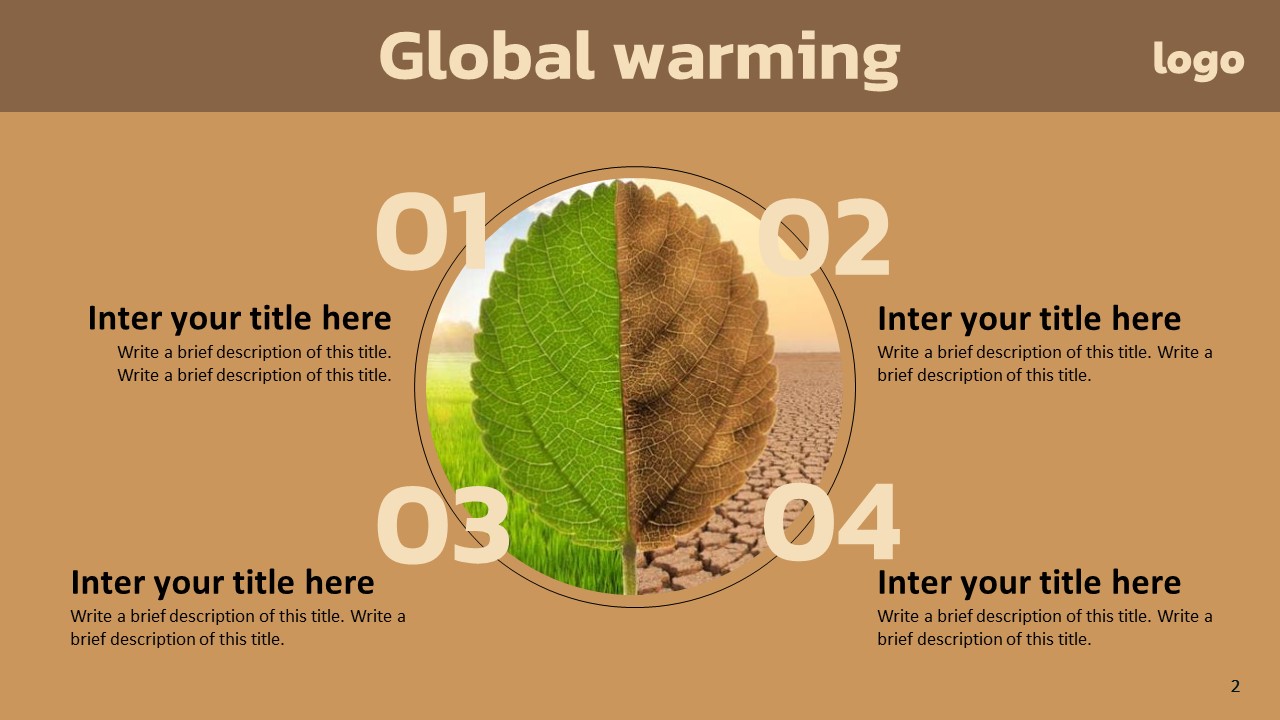 Global warming
logo
01
Inter your title here
Write a brief description of this title.
Write a brief description of this title.
02
Inter your title here
Write a brief description of this title. Write a
brief description of this title.
03
Inter your title here
Write a brief description of this title. Write a
brief description of this title.
04
Inter your title here
Write a brief description of this title. Write a
brief description of this title.
2